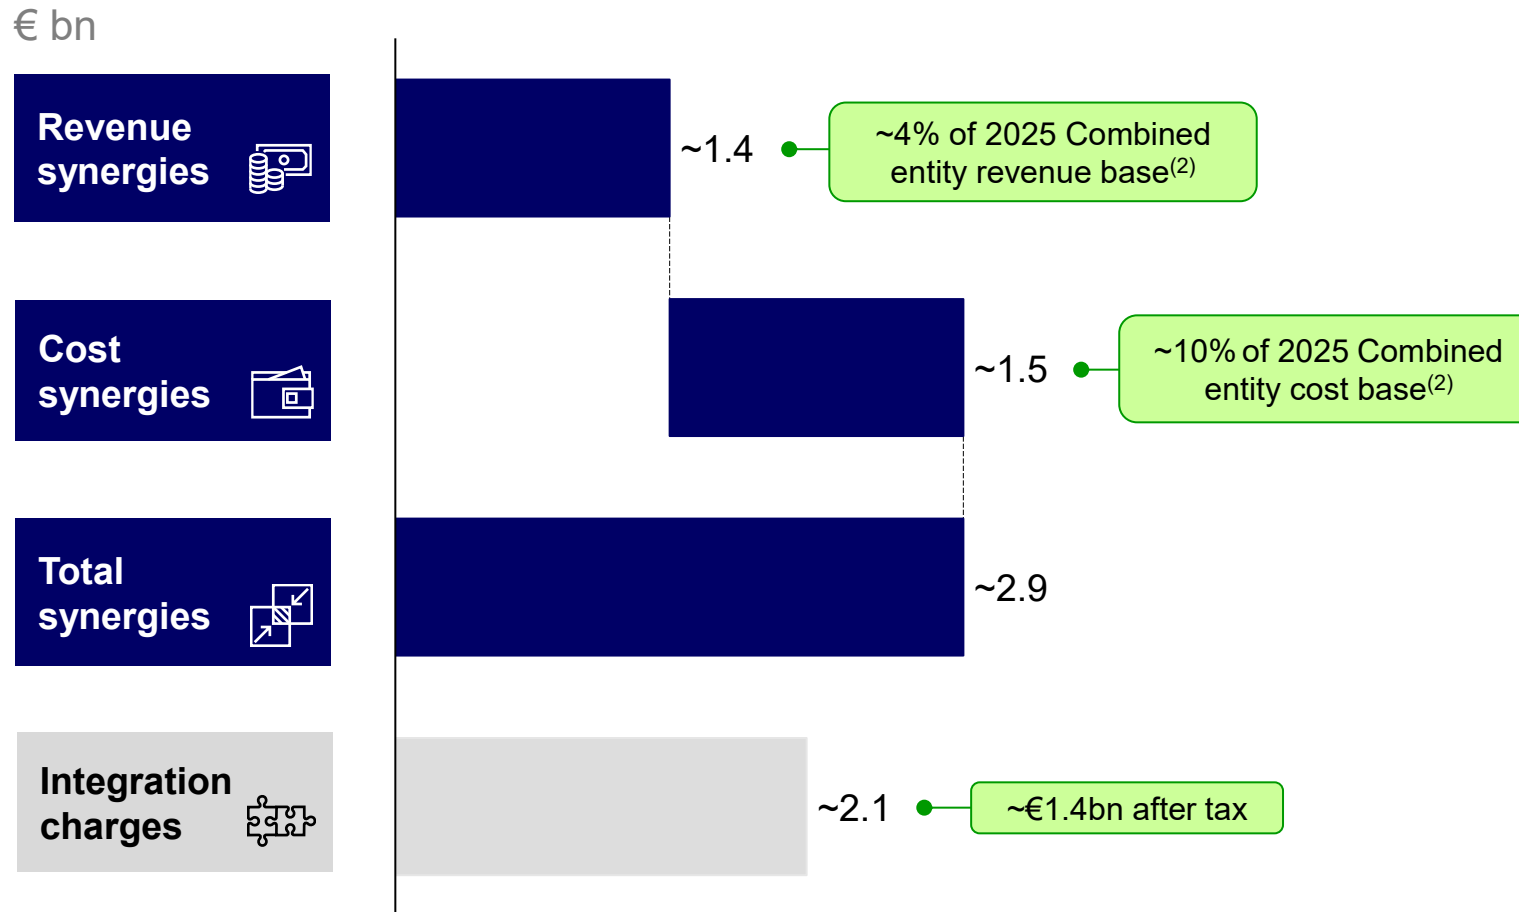 € bn
Revenue
synergies
~1.4
~4% of 2025 Combined
entity revenue base(2)
Cost
synergies
~1.5
~10% of 2025 Combined
entity cost base(2)
Total
synergies
~2.9
Integration
charges
~2.1
~€1.4bn after tax